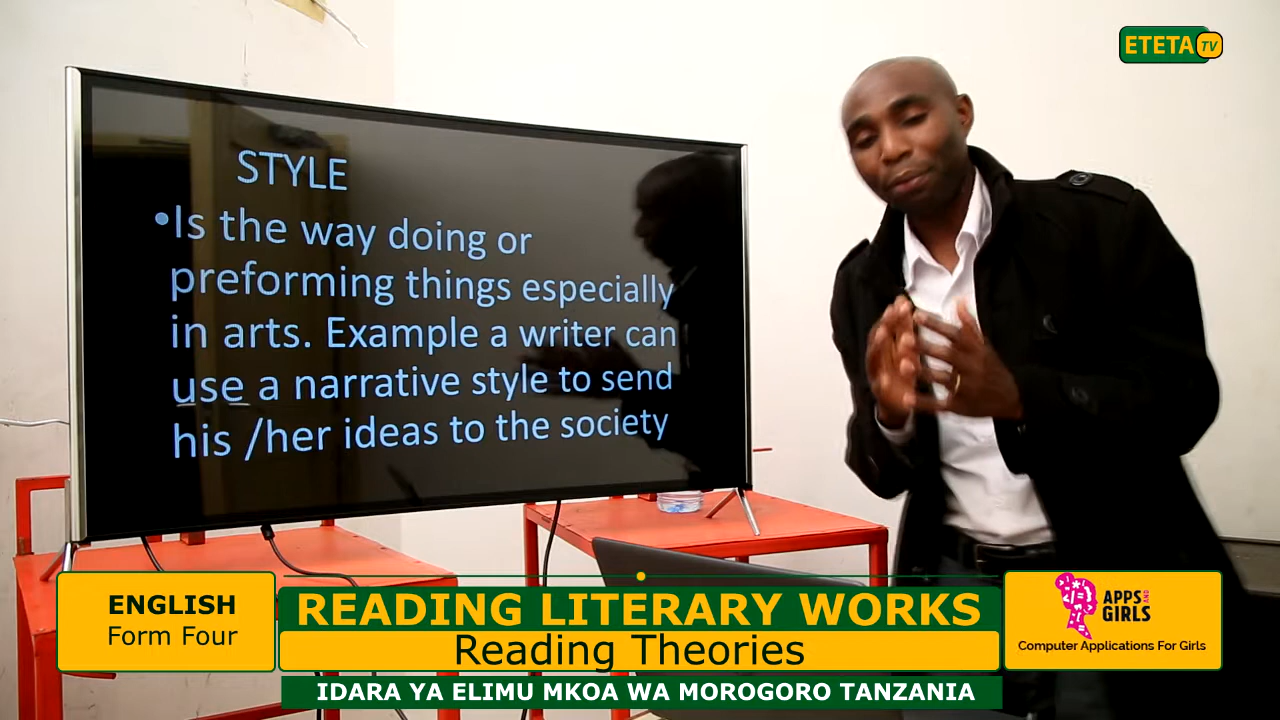 ETETA TV
STYLE
•Is the way doing or
preforming things especially
in arts. Example a writer can
use a narrative style to send
his /her ideas to the society
ENGLISH
Form Four
READING LITERARY WORKS
Reading Theories
APPS AND GIRLS
Computer Applications For Girls
IDARA YA ELIMU MKOA WA MOROGORO TANZANIA